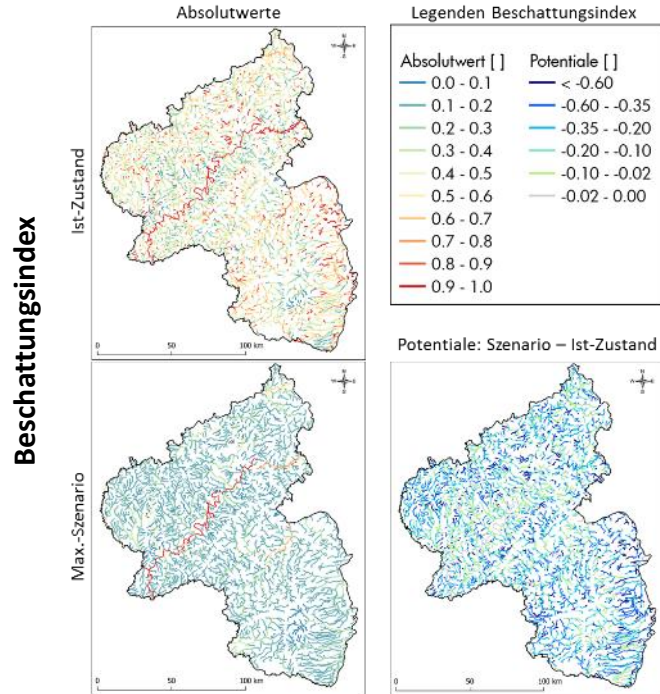 Absolutwerte
Legenden Beschattungsindex
Absolutwert [ ]
0.0 - 0.1
0.1 - 0.2
0.2 - 0.3
0.3 - 0.4
0.4 - 0.5
0.5 - 0.6
0.6 - 0.7
0.7 - 0.8
0.8 - 0.9
0.9 - 1.0
Potentiale [ ]
< -0.60
-0.60 - -0.35
-0.35 - -0.20
-0.20 - -0.10
-0.10 - -0.02
-0.02 - 0.00
Beschattungsindex
Ist-Zustand
0 50 100 km
Potentiale: Szenario – Ist-Zustand
Max.-Szenario
0 50 100 km
0 50 100 km